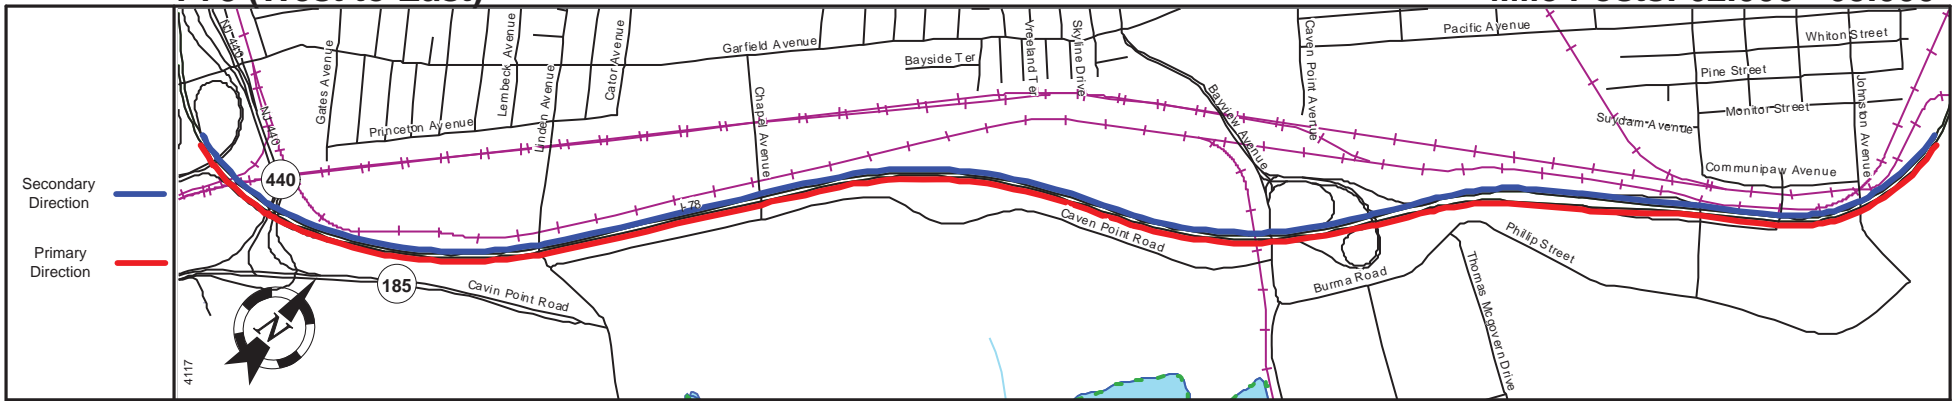 Secondary
Direction
Primary
Direction
NJ 440
NJ 440
440
185
Gates Avenue
Princeton Avenue
Lembeck Avenue
Linden Avenue
Cator Avenue
Garfield Avenue
Chapel Avenue
Bayside Ter
Vreeland Ter
Skyline Drive
Bayview Avenue
Caven Point Avenue
Pacific Avenue
Whiton Street
Pine Street
Monitor Street
Suydam Avenue
Johnston Avenue
Communipaw Avenue
I-78
Caven Point Road
Cavin Point Road
Burma Road
Phillip Street
Thomas Mcgovern Drive
N
4117